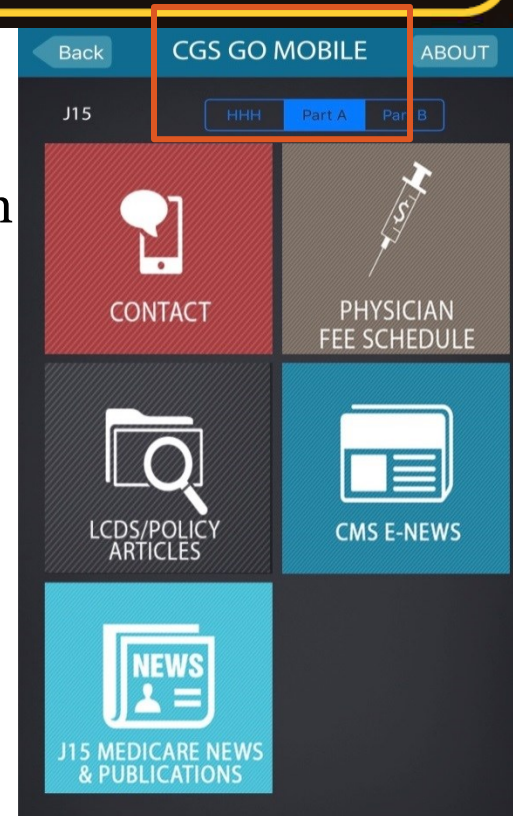 Back CGS GO MOBILE ABOUT
J15 HHH Part A Part B
n
CONTACT
PHYSICIAN
FEE SCHEDULE
LCDS/POLICY
ARTICLES
CMS E-NEWS
NEWS
J15 MEDICARE NEWS
& PUBLICATIONS